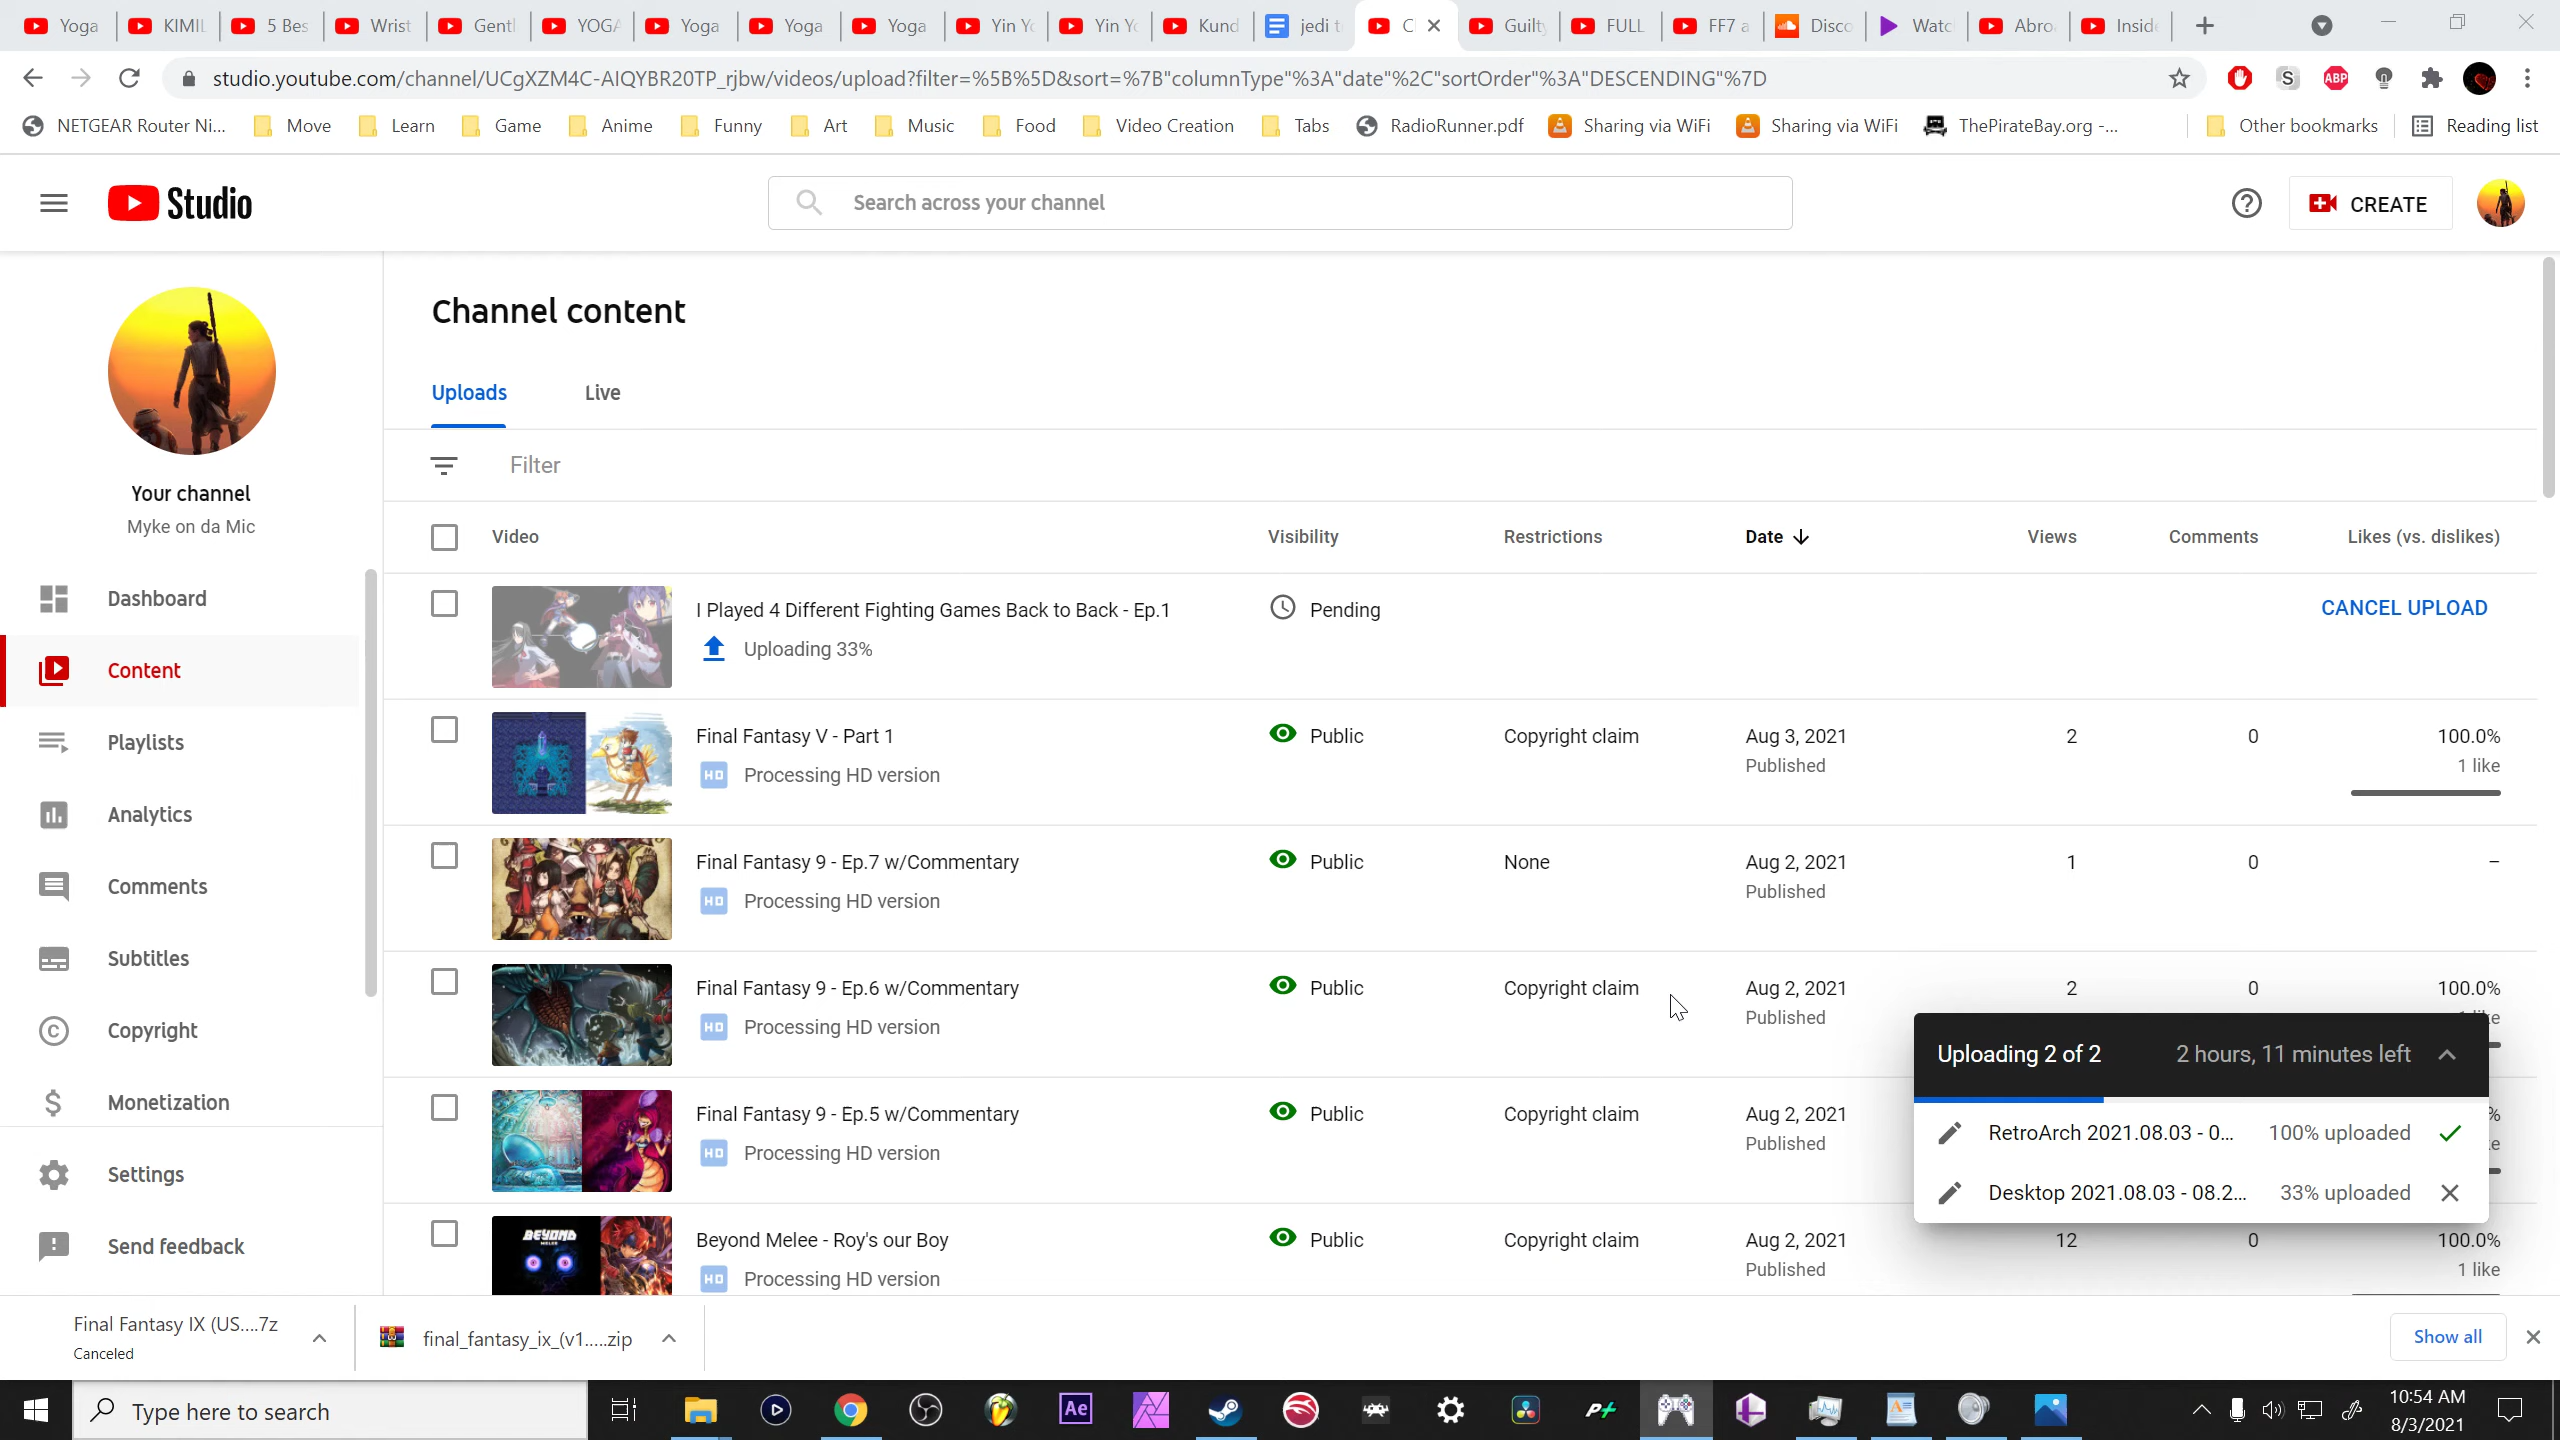 Yoga
KIMIL
5 Bes
Wrist
Gentl
YOGA
Yoga
Yoga
Yoga
Yin Yo
Yin Yo
Kund
jedi t
C
Guilty
FULL
FF7 a
Disco
Watc
Abro
Inside
studio.youtube.com/channel/UCgXZM4C-AIQYBR20TP_rjbw/videos/upload?filter=%5B%5D&sort=%7B"columnType"%3A"date"%2C"sortOrder"%3A"DESCENDING"%7D
S
ABP
NETGEAR Router Ni...
Move
Learn
Game
Anime
Funny
Art
Music
Food
Video Creation
Tabs
RadioRunner.pdf
Sharing via WiFi
Sharing via WiFi
ThePirateBay.org -...
Other bookmarks
Reading list
Studio
Search across your channel
CREATE
Your channel
Myke on da Mic
Dashboard
Content
Playlists
Analytics
Comments
Subtitles
Copyright
Monetization
Settings
Send feedback
Channel content
Uploads Live
Filter
Video Visibility Restrictions Date Views Comments Likes (vs. dislikes)
I Played 4 Different Fighting Games Back to Back - Ep.1 Pending CANCEL UPLOAD
Uploading 33%
Final Fantasy V - Part 1 Public Copyright claim Aug 3, 2021 2 0 100.0%
HD Processing HD version Published 1 like
Final Fantasy 9 - Ep.7 w/Commentary Public None Aug 2, 2021 1 0 –
HD Processing HD version Published
Final Fantasy 9 - Ep.6 w/Commentary Public Copyright claim Aug 2, 2021 2 0 100.0%
HD Processing HD version Published
Final Fantasy 9 - Ep.5 w/Commentary Public Copyright claim Aug 2, 2021
HD Processing HD version Published
BEYOND
MELEE
Beyond Melee - Roy's our Boy Public Copyright claim Aug 2, 2021 12 0 100.0%
HD Processing HD version Published 1 like
Uploading 2 of 2 2 hours, 11 minutes left
RetroArch 2021.08.03 - 0... 100% uploaded
Desktop 2021.08.03 - 08.2... 33% uploaded
Final Fantasy IX (US....7z
Canceled
final_fantasy_ix_(v1.....zip
Show all
Type here to search
Ae
10:54 AM
8/3/2021